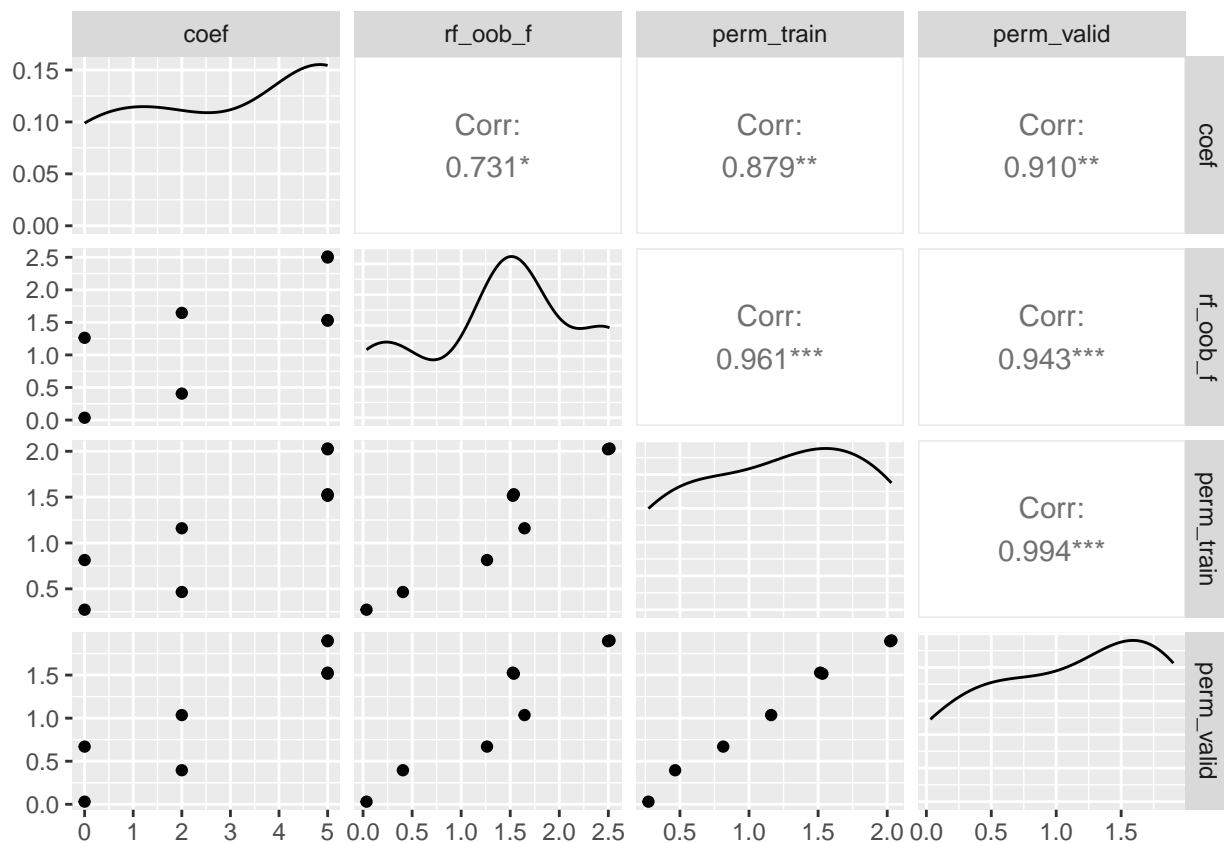 coef rf_oob_f perm_train perm_valid
0.15
0.10
0.05
0.00
Corr:
0.731*
Corr:
0.879**
Corr:
0.910**
coef
2.5
2.0
1.5
1.0
0.5
0.0
Corr:
0.961***
Corr:
0.943***
rf_oob_f
2.0
1.5
1.0
0.5
Corr:
0.994***
perm_train
1.5
1.0
0.5
0.0
perm_valid
0 1 2 3 4 5 0.0 0.5 1.0 1.5 2.0 2.5 0.5 1.0 1.5 2.0 0.0 0.5 1.0 1.5